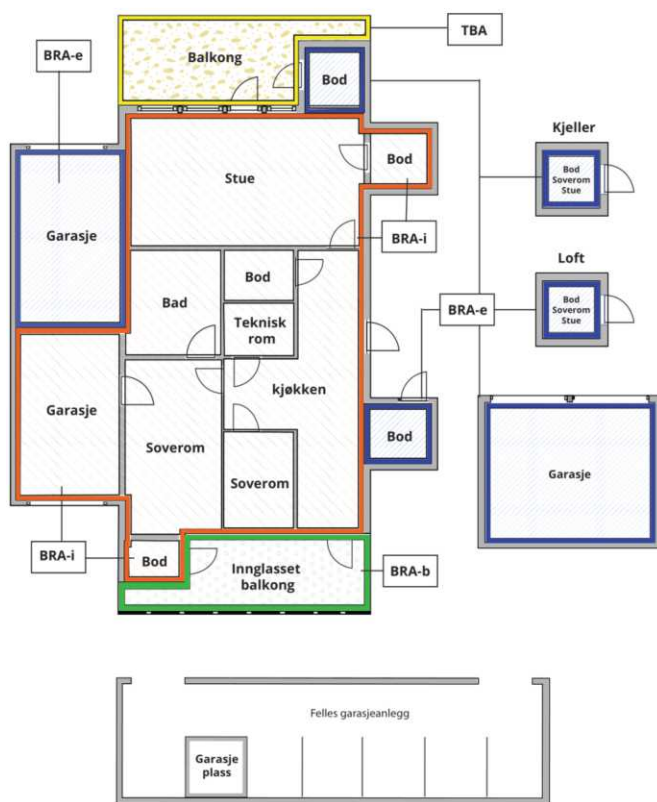 TBA
BRA-e
Balkong
Bod
Kjeller
Bod
Soverom
Stue
Stue
Bod
Garasje
BRA-i
Loft
Bod
Bod
Soverom
Stue
BRA-e
Bad
Teknisk
rom
Garasje
kjøkken
Bod
Soverom
Soverom
Garasje
BRA-i
Bod
Innglasset
balkong
BRA-b
Felles garasjeanlegg
Garasje
plass